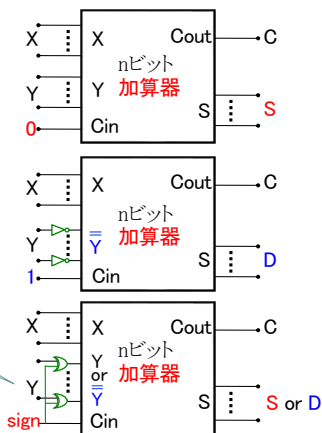 X X Cout C
nビット
Y Y 加算器 S S
0 Cin
X X Cout C
nビット
Y Y 加算器 S D
1 Cin
X X Cout C
Y nビット
or 加算器
Y Y S S or D
sign Cin